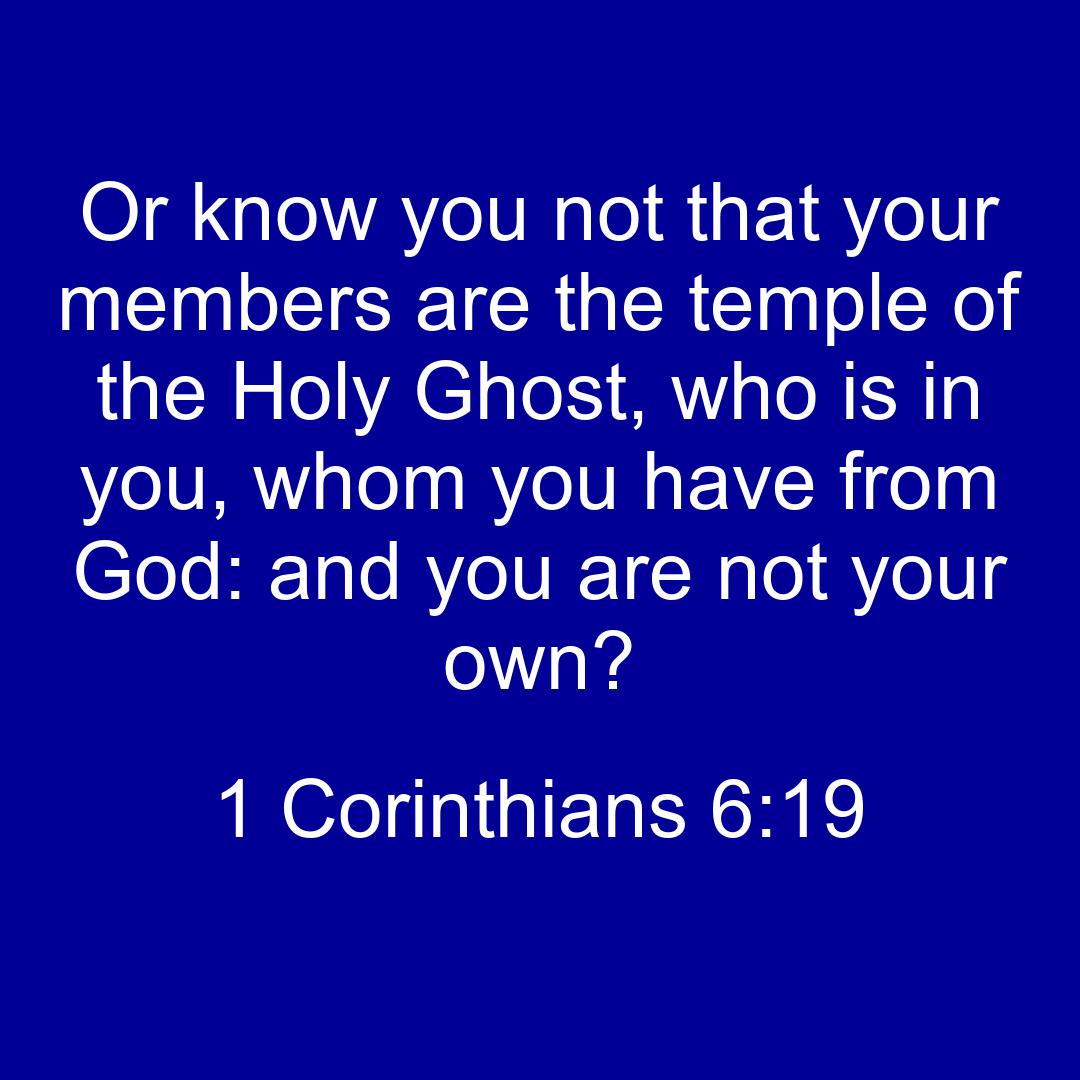 Or know you not that your
members are the temple of
the Holy Ghost, who is in
you, whom you have from
God: and you are not your
own?
1 Corinthians 6:19